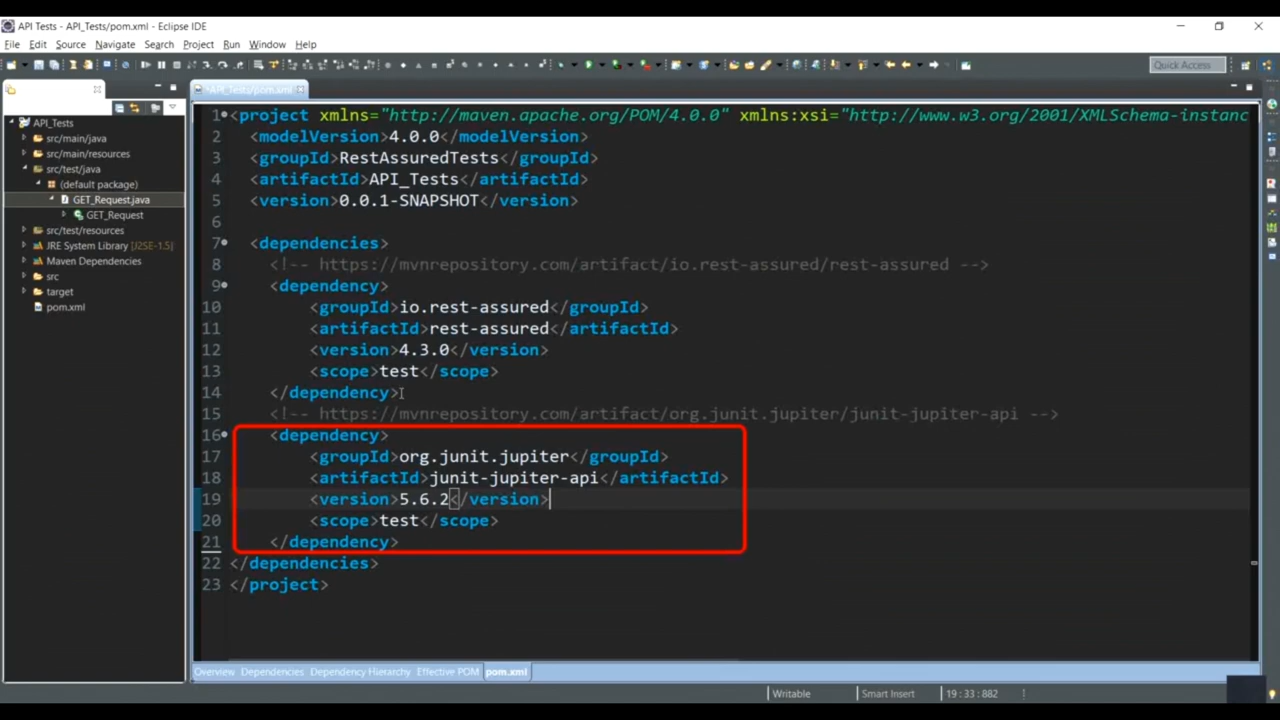 API Tests - API_Tests/pom.xml - Eclipse IDE
File Edit Source Navigate Search Project Run Window Help
Quick Access
*API_Tests/pom.xml
API_Tests
src/main/java
src/main/resources
src/test/java
(default package)
GET_Request.java
GET_Request
src/test/resources
JRE System Library [J2SE-1.5]
Maven Dependencies
src
target
pom.xml
1 <project xmlns="http://maven.apache.org/POM/4.0.0" xmlns:xsi="http://www.w3.org/2001/XMLSchema-instanc
2 <modelVersion>4.0.0</modelVersion>
3 <groupId>RestAssuredTests</groupId>
4 <artifactId>API_Tests</artifactId>
5 <version>0.0.1-SNAPSHOT</version>
6
7 <dependencies>
8 <!-- https://mvnrepository.com/artifact/io.rest-assured/rest-assured -->
9 <dependency>
10 <groupId>io.rest-assured</groupId>
11 <artifactId>rest-assured</artifactId>
12 <version>4.3.0</version>
13 <scope>test</scope>
14 </dependency>
15 <!-- https://mvnrepository.com/artifact/org.junit.jupiter/junit-jupiter-api -->
16 <dependency>
17 <groupId>org.junit.jupiter</groupId>
18 <artifactId>junit-jupiter-api</artifactId>
19 <version>5.6.2</version>
20 <scope>test</scope>
21 </dependency>
22 </dependencies>
23 </project>
Overview Dependencies Dependency Hierarchy Effective POM pom.xml
Writable Smart Insert 19 : 33 : 882